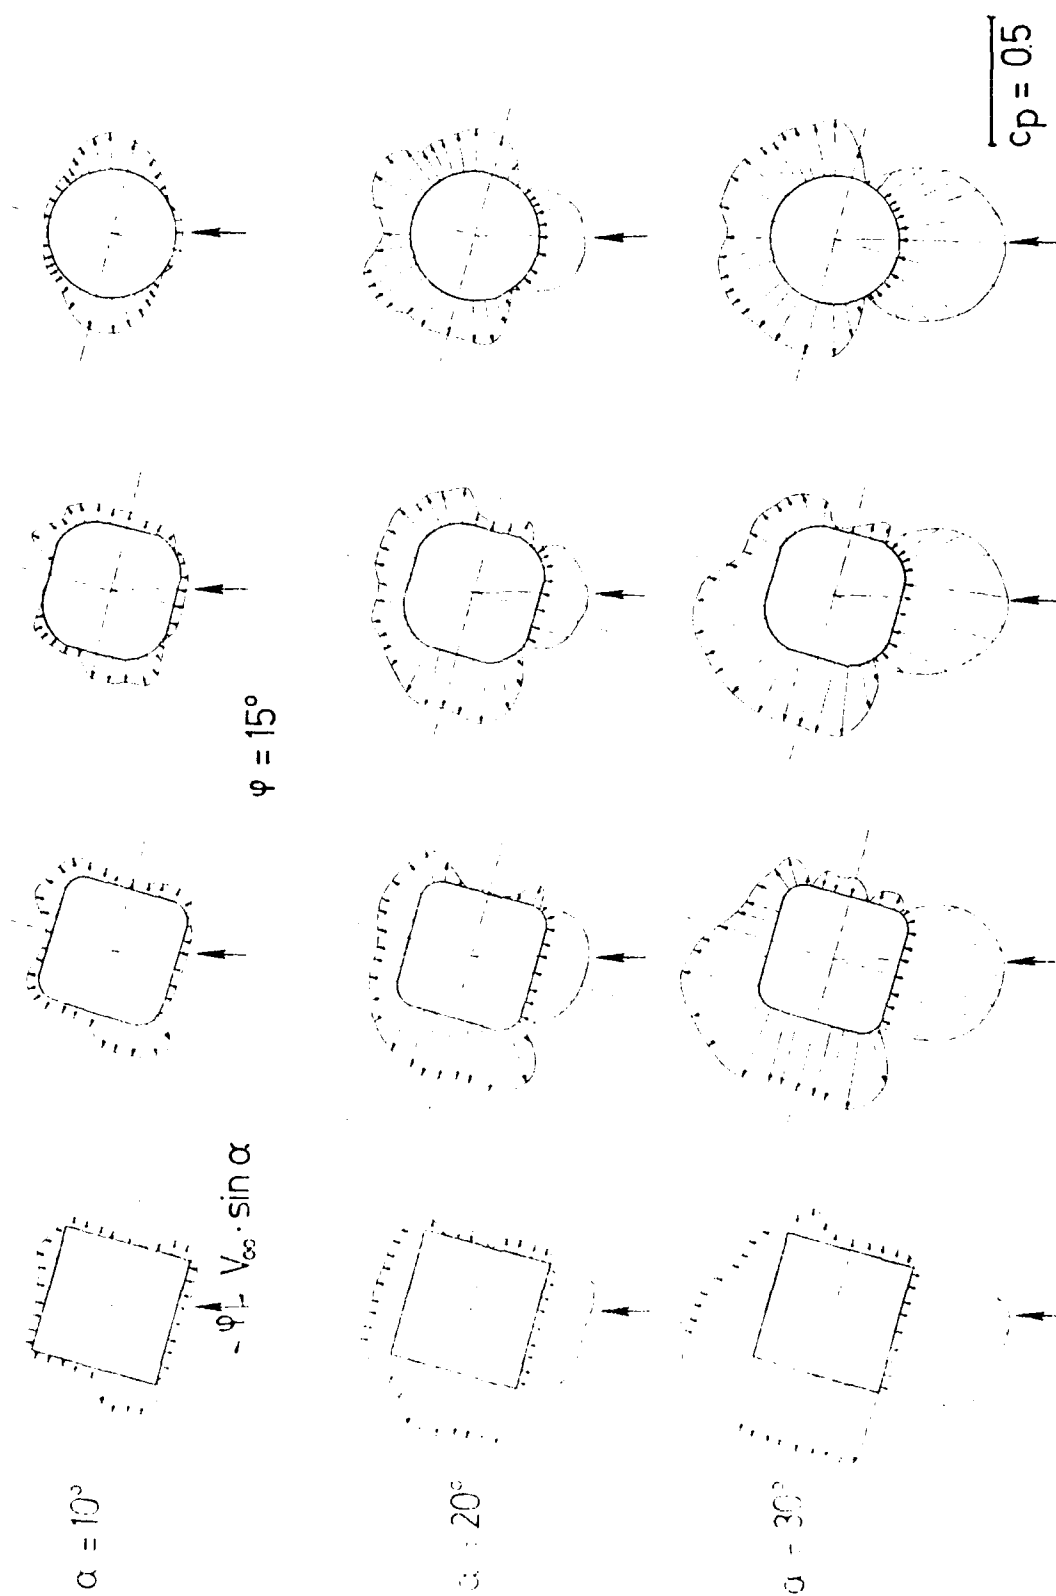 α = 10°
α = 20°
α = 30°
φ
V∞ · sin α
φ = 15°
cp = 0.5